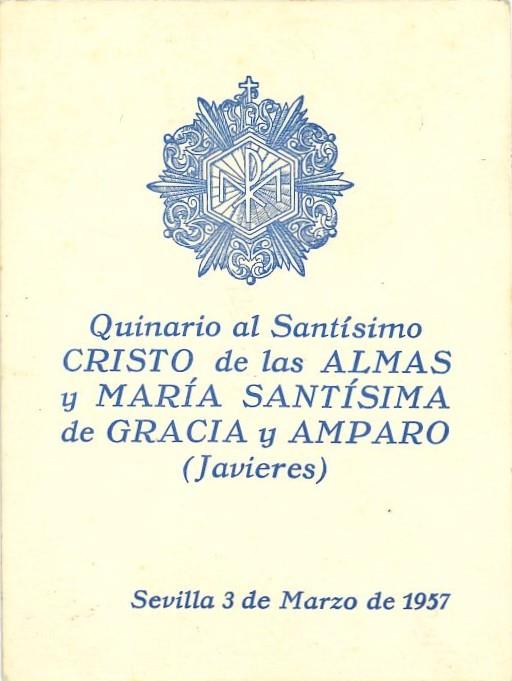 Quinario al Santísimo
CRISTO de las ALMAS
y MARÍA SANTÍSIMA
de GRACIA y AMPARO
(Javieres)
Sevilla 3 de Marzo de 1957